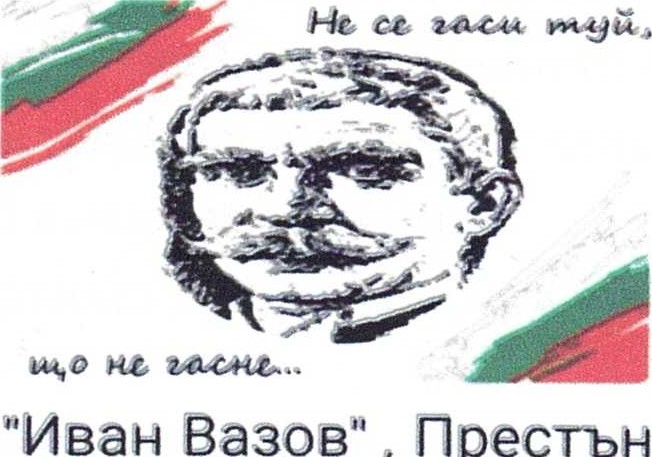 Не се гаси туй,
що не гасне...
"Иван Вазов" , Престън